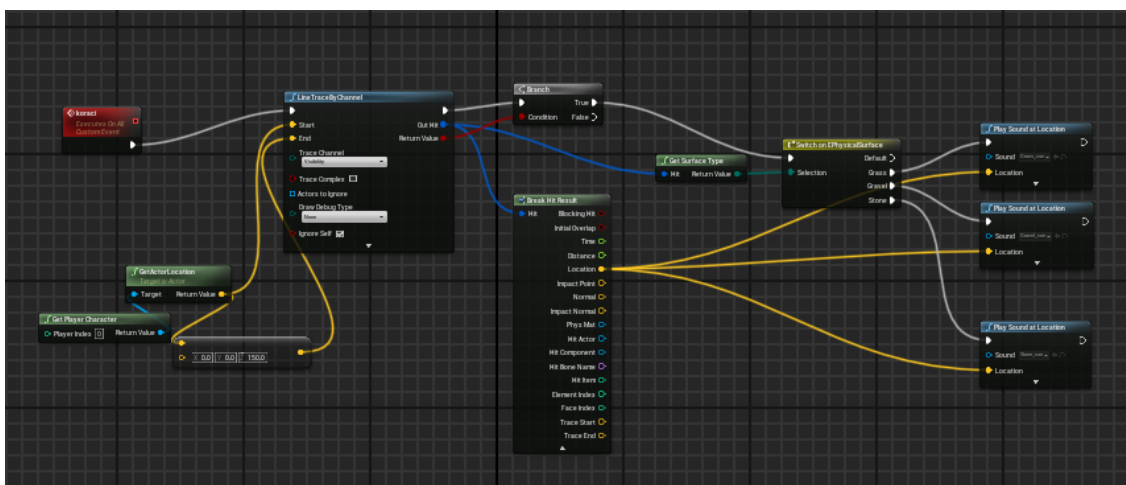 koraci
Executes On All
Custom Event
LineTraceByChannel
Start
End
Out Hit
Return Value
Trace Channel
Visibility
Trace Complex
Actors to Ignore
Draw Debug Type
None
Ignore Self
GetActorLocation
Target is Actor
Target
Return Value
Get Player Character
Player Index 0
Return Value
X 0,0 Y 0,0 Z 150,0
Branch
True
Condition
False
Break Hit Result
Hit
Blocking Hit
Initial Overlap
Time
Distance
Location
Impact Point
Normal
Impact Normal
Phys Mat
Hit Actor
Hit Component
Hit Bone Name
Hit Item
Element Index
Face Index
Trace Start
Trace End
Get Surface Type
Hit
Return Value
Switch on EPhysicalSurface
Default
Selection
Grass
Gravel
Stone
Play Sound at Location
Sound
Location
Play Sound at Location
Sound
Location
Play Sound at Location
Sound
Location